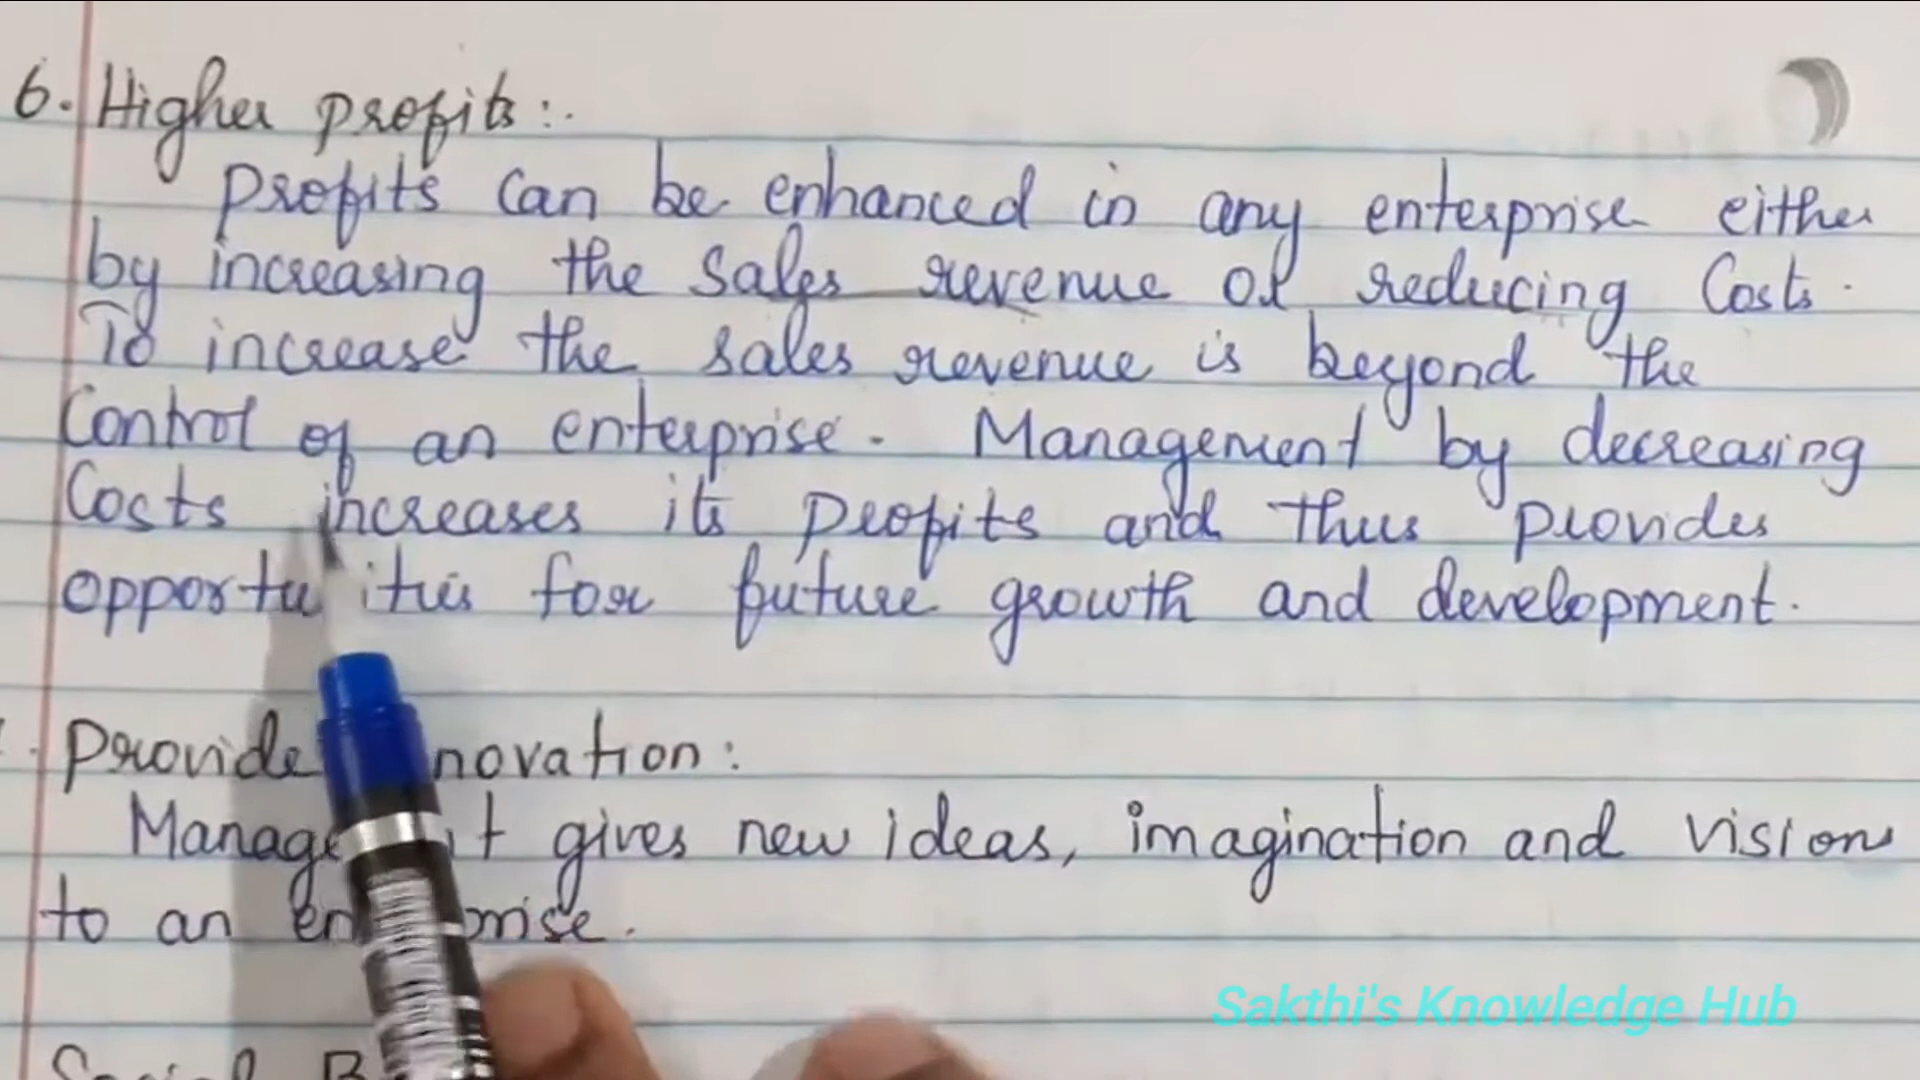 6. Higher profits:.
Profits can be enhanced in any enterprise either
by increasing the sales revenue or reducing Costs.
To increase the sales revenue is beyond the
Control of an enterprise. Management by decreasing
Costs increases its profits and thus provides
for future growth and development.
novation:
gives new ideas, imagination and vision
to an
Sakthi's Knowledge Hub